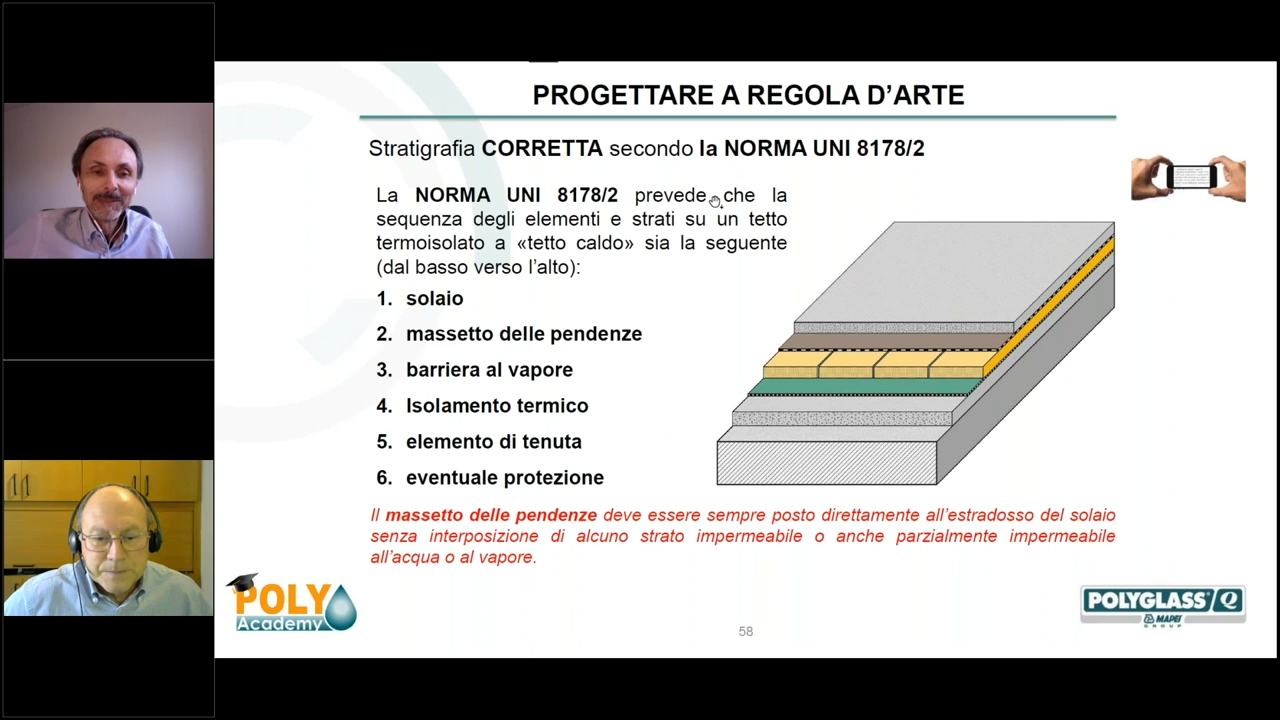 PROGETTARE A REGOLA D'ARTE
Stratigrafia CORRETTA secondo la NORMA UNI 8178/2
La NORMA UNI 8178/2 prevede che la
sequenza degli elementi e strati su un tetto
termoisolato a «tetto caldo» sia la seguente
(dal basso verso l'alto):
1. solaio
2. massetto delle pendenze
3. barriera al vapore
4. Isolamento termico
5. elemento di tenuta
6. eventuale protezione
Il massetto delle pendenze deve essere sempre posto direttamente all'estradosso del solaio
senza interposizione di alcuno strato impermeabile o anche parzialmente impermeabile
all'acqua o al vapore.
POLY
Academy
58
POLYGLASS
MAPEI
GROUP